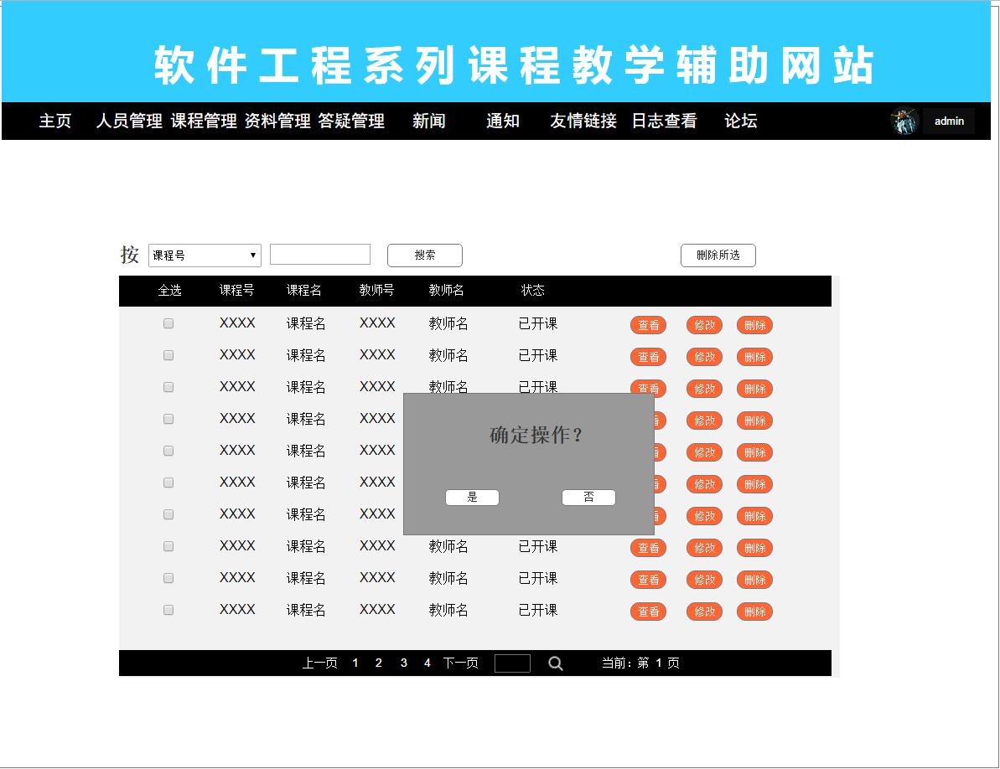 软件工程系列课程教学辅助网站
主页 人员管理 课程管理 资料管理 答疑管理 新闻 通知 友情链接 日志查看 论坛 admin
按 课程号 搜索 删除所选
全选 课程号 课程名 教师号 教师名 状态
XXXX 课程名 XXXX 教师名 已开课 查看 修改 删除
XXXX 课程名 XXXX 教师名 已开课 查看 修改 删除
XXXX 课程名 XXXX 教师名 已开课 查看 修改 删除
XXXX 课程名 XXXX 看 修改 删除
确定操作？
XXXX 课程名 XXXX 看 修改 删除
XXXX 课程名 XXXX 看 修改 删除
是 否
XXXX 课程名 XXXX 看 修改 删除
XXXX 课程名 XXXX 教师名 已开课 查看 修改 删除
XXXX 课程名 XXXX 教师名 已开课 查看 修改 删除
XXXX 课程名 XXXX 教师名 已开课 查看 修改 删除
上一页 1 2 3 4 下一页 当前：第 1 页